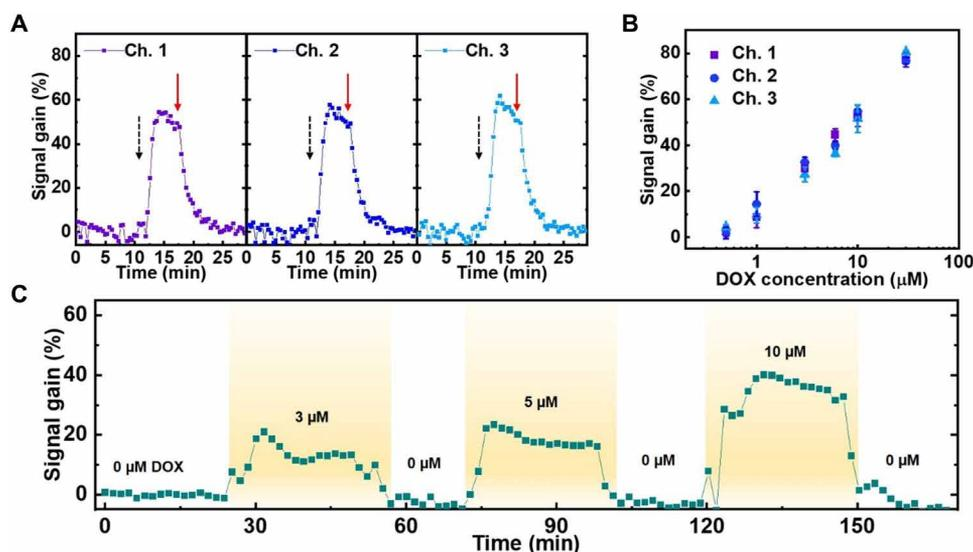 A
Ch. 1
Ch. 2
Ch. 3
Signal gain (%)
80
60
40
20
0
0 5 10 15 20 25
0 5 10 15 20 25
0 5 10 15 20 25
Time (min)
Time (min)
Time (min)
B
Ch. 1
Ch. 2
Ch. 3
Signal gain (%)
80
60
40
20
0
1 10 100
DOX concentration (μM)
C
Signal gain (%)
60
40
20
0
0 μM DOX
3 μM
0 μM
5 μM
0 μM
10 μM
0 μM
0 30 60 90 120 150
Time (min)